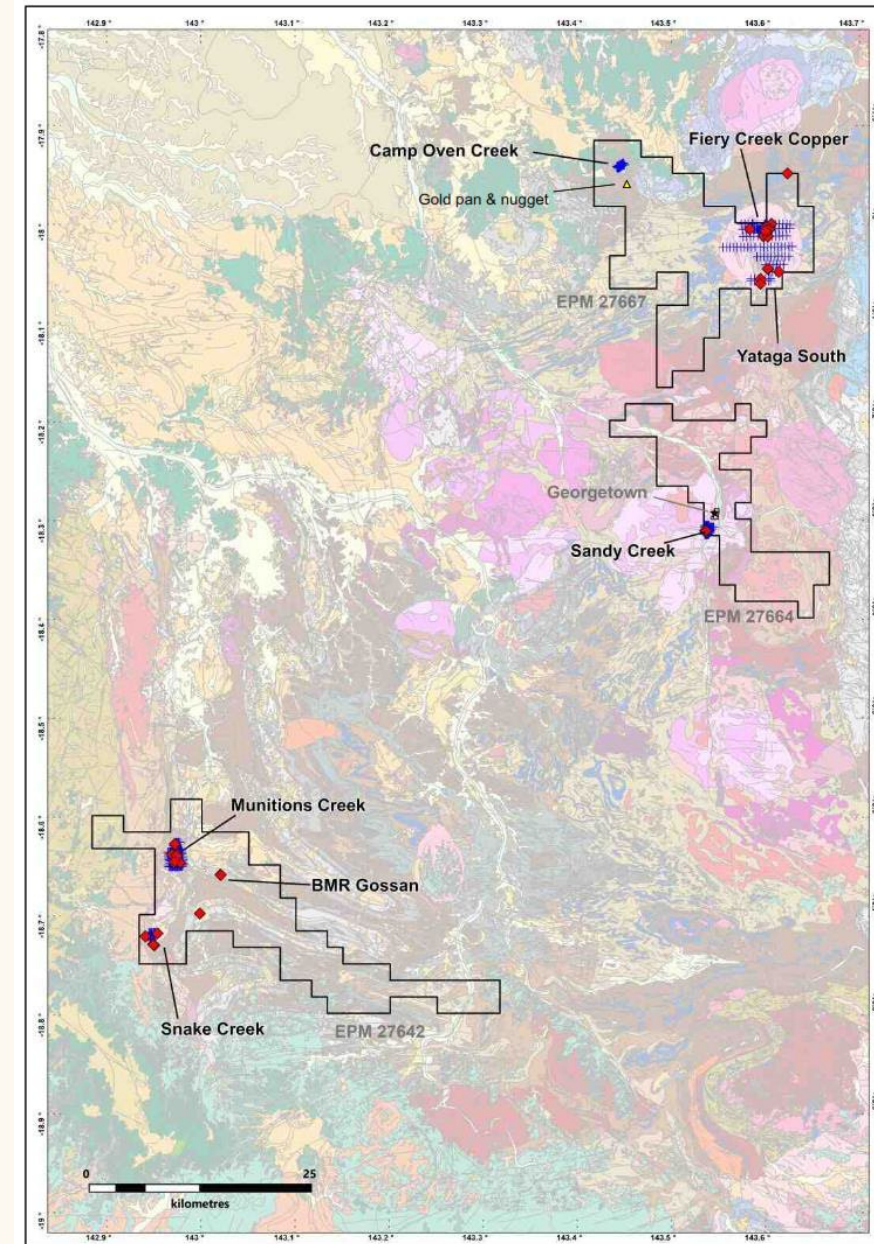 142.9 °
143.0 °
143.1 °
143.2 °
143.3 °
143.4 °
143.5 °
143.6 °
143.7 °
-17.8 °
-17.9 °
-18 °
-18.1 °
-18.2 °
-18.3 °
-18.4 °
-18.5 °
-18.6 °
-18.7 °
-18.8 °
-18.9 °
-19 °
Fiery Creek Copper
Camp Oven Creek
Gold pan & nugget
EPM 27667
Yataga South
Georgetown
Sandy Creek
EPM 27664
Munitions Creek
BMR Gossan
Snake Creek
EPM 27642
0
25
kilometres
142.9 °
143 °
143.1 °
143.2 °
143.3 °
143.4 °
143.5 °
143.6 °